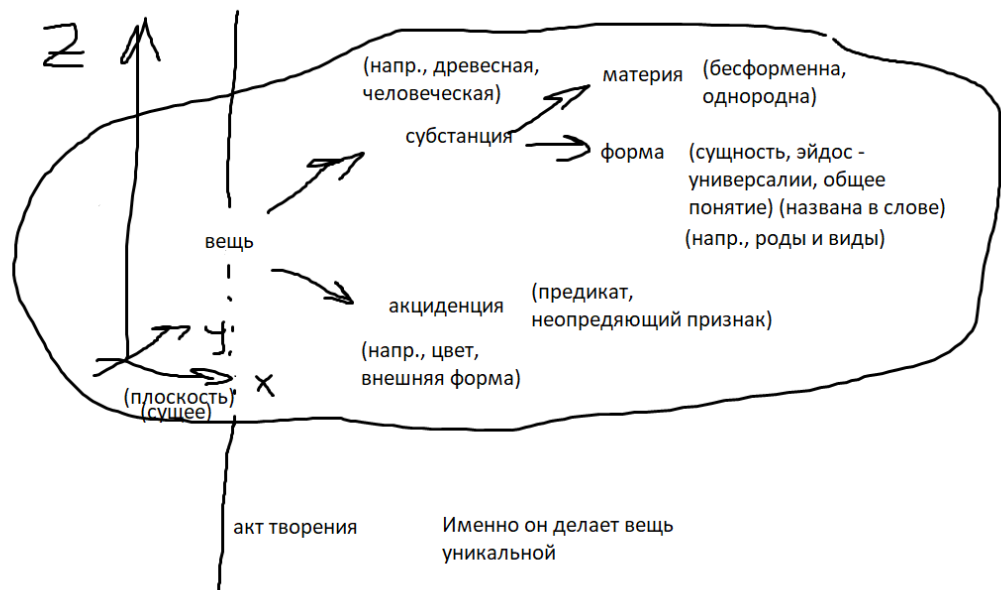 Z
(напр., древесная,
человеческая)
субстанция
материя
(бесформенна,
однородна)
форма
(сущность, эйдос -
универсалии, общее
понятие) (названа в слове)
(напр., роды и виды)
вещь
акциденция
(предикат,
неопредяющий признак)
(напр., цвет,
внешняя форма)
y
x
(плоскость)
(сущее)
акт творения
Именно он делает вещь
уникальной